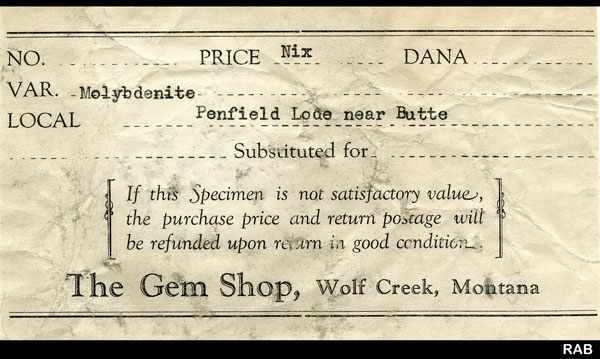 NO. PRICE Nix DANA
VAR. Molybdenite
LOCAL Penfield Lode near Butte
Substituted for
If this Specimen is not satisfactory value,
the purchase price and return postage will
be refunded upon return in good condition.
The Gem Shop, Wolf Creek, Montana
RAB